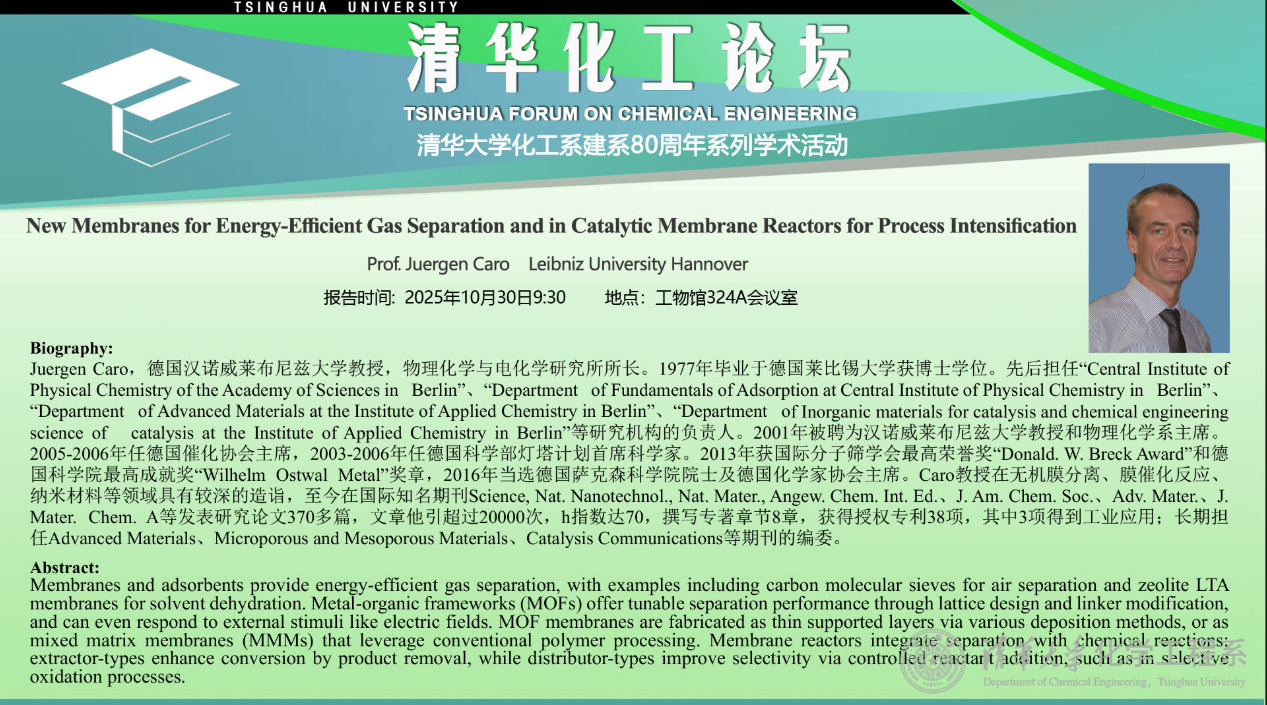 TSINGHUA UNIVERSITY
清华化工论坛
TSINGHUA FORUM ON CHEMICAL ENGINEERING
清华大学化工系建系80周年系列学术活动
New Membranes for Energy-Efficient Gas Separation and in Catalytic Membrane Reactors for Process Intensification
Prof. Juergen Caro Leibniz University Hannover
报告时间: 2025年10月30日9:30 地点：工物馆324A会议室
Biography:
Juergen Caro，德国汉诺威莱布尼兹大学教授，物理化学与电化学研究所所长。1977年毕业于德国莱比锡大学获博士学位。先后担任“Central Institute of
Physical Chemistry of the Academy of Sciences in Berlin”、“Department of Fundamentals of Adsorption at Central Institute of Physical Chemistry in Berlin”、
“Department of Advanced Materials at the Institute of Applied Chemistry in Berlin”、“Department of Inorganic materials for catalysis and chemical engineering
science of catalysis at the Institute of Applied Chemistry in Berlin”等研究机构的负责人。2001年被聘为汉诺威莱布尼兹大学教授和物理化学系主席。
2005-2006年任德国催化协会主席，2003-2006年任德国科学部灯塔计划首席科学家。2013年获国际分子筛学会最高荣誉奖“Donald. W. Breck Award”和德
国科学院最高成就奖“Wilhelm Ostwal Metal”奖章，2016年当选德国萨克森科学院院士及德国化学家协会主席。Caro教授在无机膜分离、膜催化反应、
纳米材料等领域具有较深的造诣，至今在国际知名期刊Science, Nat. Nanotechnol., Nat. Mater., Angew. Chem. Int. Ed.、J. Am. Chem. Soc.、Adv. Mater.、J.
Mater. Chem. A等发表研究论文370多篇，文章他引超过20000次，h指数达70，撰写专著章节8章，获得授权专利38项，其中3项得到工业应用；长期担
任Advanced Materials、Microporous and Mesoporous Materials、Catalysis Communications等期刊的编委。
Abstract:
Membranes and adsorbents provide energy-efficient gas separation, with examples including carbon molecular sieves for air separation and zeolite LTA
membranes for solvent dehydration. Metal-organic frameworks (MOFs) offer tunable separation performance through lattice design and linker modification,
and can even respond to external stimuli like electric fields. MOF membranes are fabricated as thin supported layers via various deposition methods, or as
mixed matrix membranes (MMMs) that leverage conventional polymer processing. Membrane reactors integrate separation with chemical reactions:
extractor-types enhance conversion by product removal, while distributor-types improve selectivity via controlled reactant addition, such as in selective
oxidation processes.
清华大学化学工程系
Department of Chemical Engineering, Tsinghua University